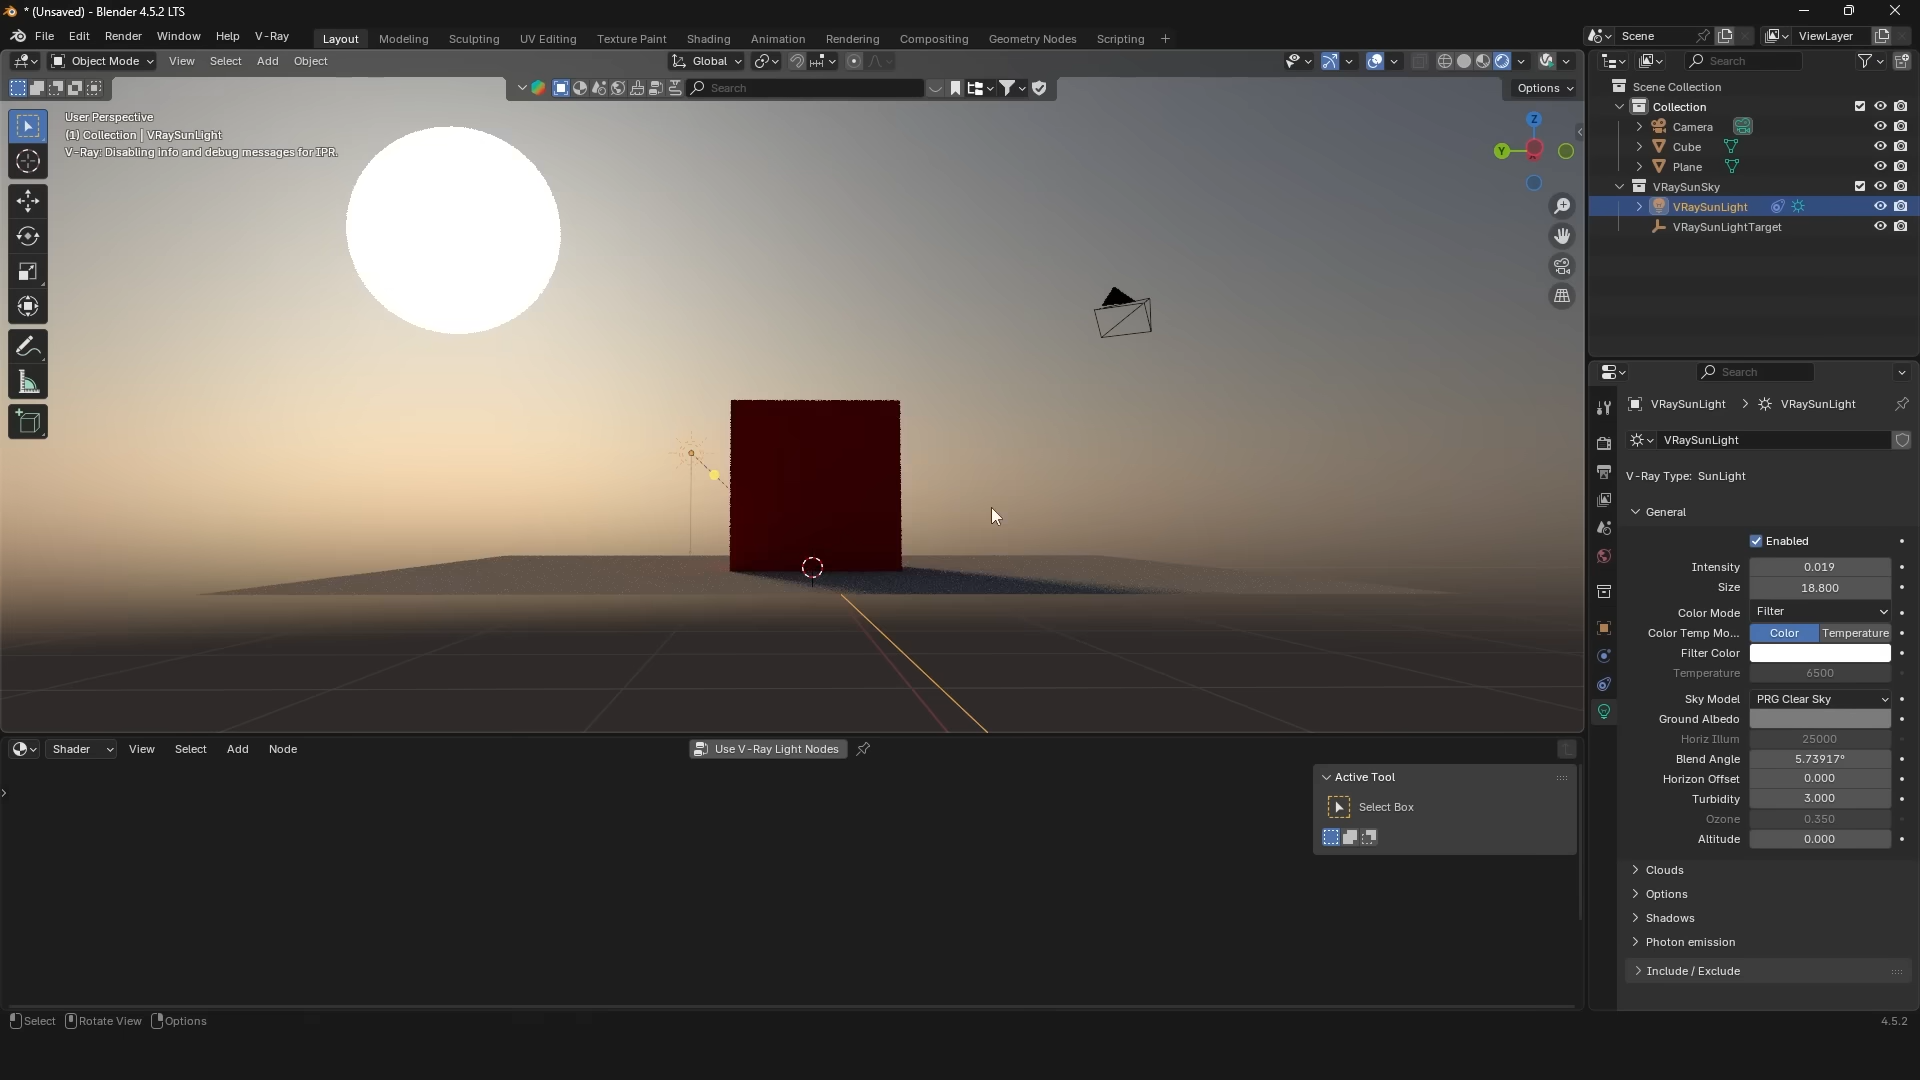 * (Unsaved) - Blender 4.5.2 LTS
File Edit Render Window Help V-Ray
Layout Modeling Sculpting UV Editing Texture Paint Shading Animation Rendering Compositing Geometry Nodes Scripting +
Scene
ViewLayer
Object Mode View Select Add Object
Global
Search
Search
Options
User Perspective
(1) Collection | VRaySunLight
V-Ray: Disabling info and debug messages for IPR.
Z
Y
Scene Collection
Collection
Camera
Cube
Plane
VRaySunSky
VRaySunLight
VRaySunLightTarget
Search
VRaySunLight > VRaySunLight
VRaySunLight
V-Ray Type: SunLight
General
Enabled
Intensity 0.019
Size 18.800
Color Mode Filter
Color Temp Mo... Color Temperature
Filter Color
Temperature 6500
Sky Model PRG Clear Sky
Ground Albedo
Horiz Illum 25000
Blend Angle 5.73917°
Horizon Offset 0.000
Turbidity 3.000
Ozone 0.350
Altitude 0.000
Clouds
Options
Shadows
Photon emission
Include / Exclude
Shader View Select Add Node
Use V-Ray Light Nodes
Active Tool
Select Box
Select Rotate View Options
4.5.2